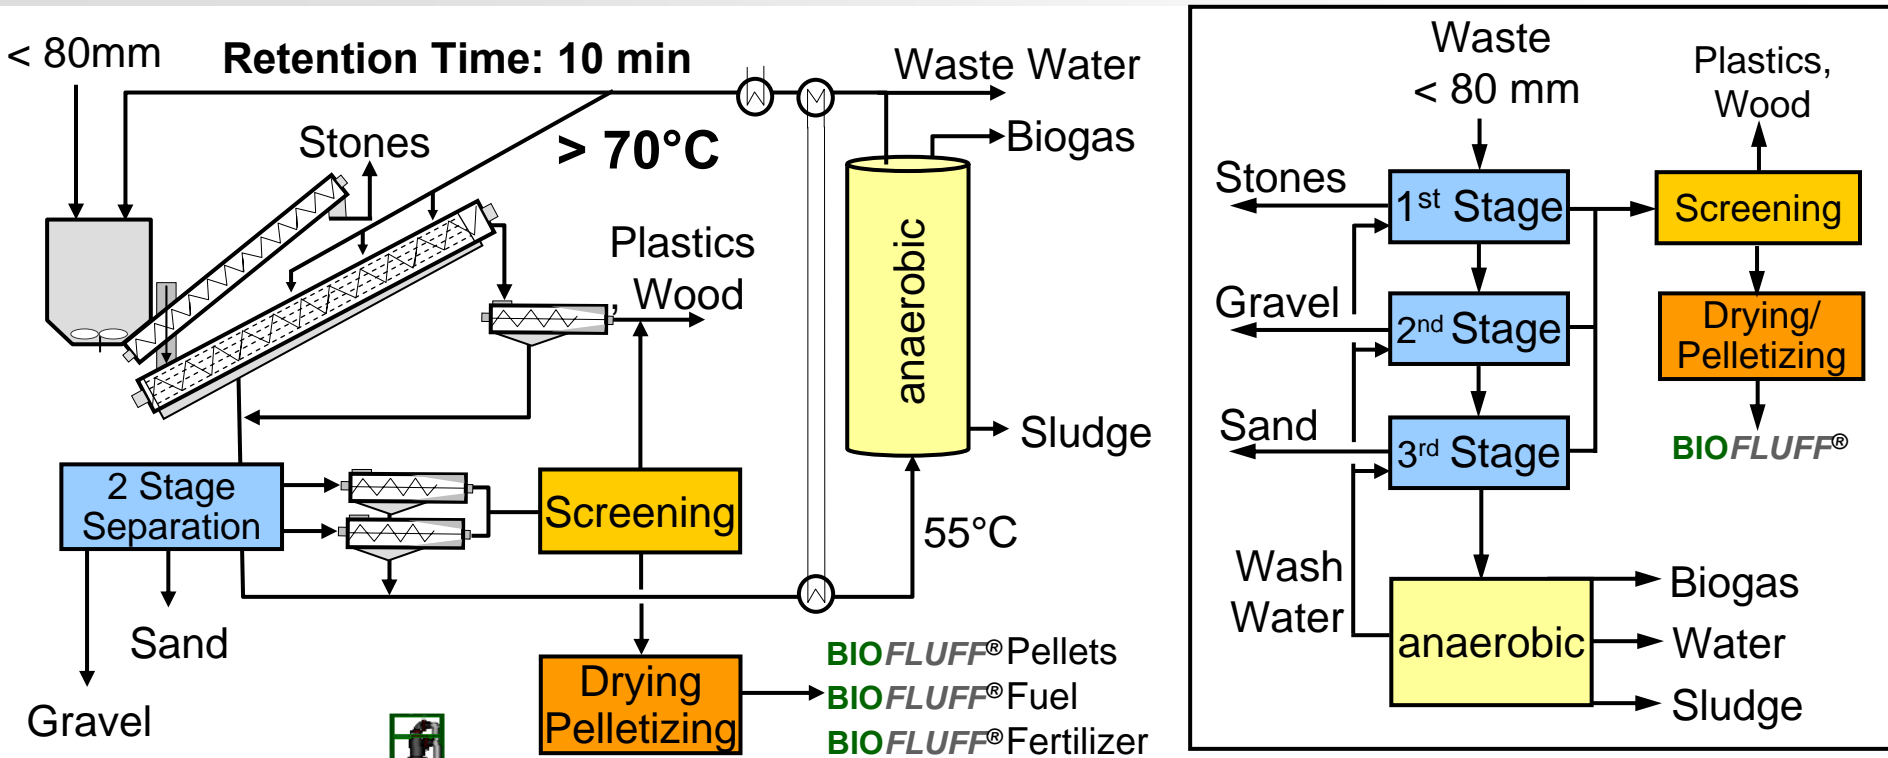 < 80mm
Retention Time: 10 min
Waste Water
Biogas
Stones
> 70°C
Plastics
, Wood
anaerobic
Sludge
2 Stage
Separation
Screening
55°C
Sand
Gravel
Drying
Pelletizing
BIOFLUFF® Pellets
BIOFLUFF® Fuel
BIOFLUFF® Fertilizer
Waste
< 80 mm
Plastics,
Wood
Stones
1st Stage
Screening
Gravel
2nd Stage
Drying/
Pelletizing
Sand
3rd Stage
BIOFLUFF®
Wash
Water
anaerobic
Biogas
Water
Sludge